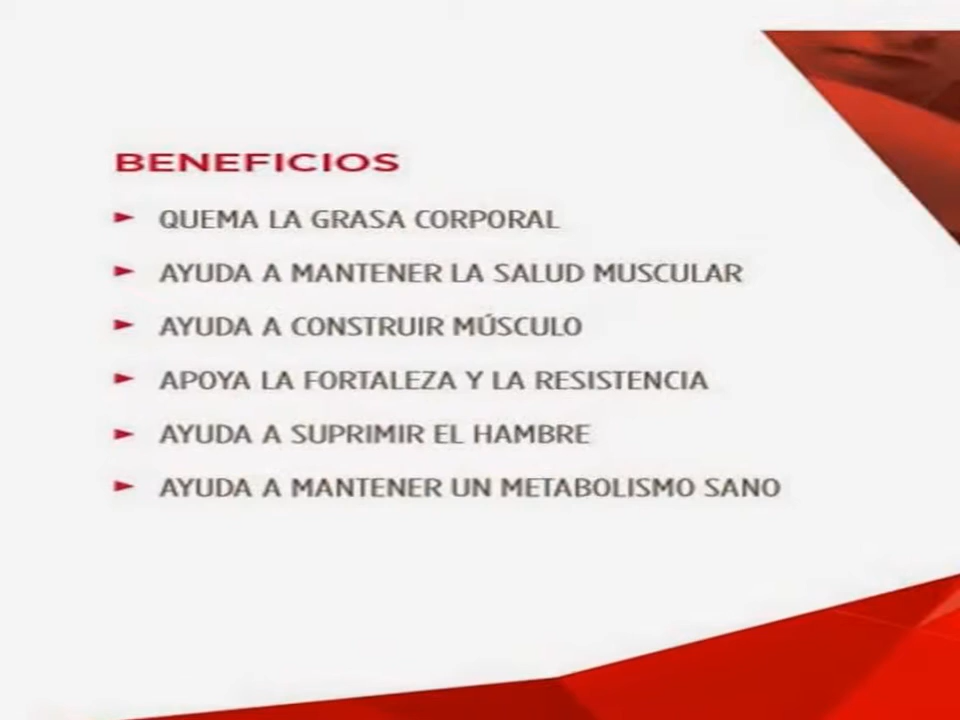 BENEFICIOS
QUEMA LA GRASA CORPORAL
AYUDA A MANTENER LA SALUD MUSCULAR
AYUDA A CONSTRUIR MÚSCULO
APOYA LA FORTALEZA Y LA RESISTENCIA
AYUDA A SUPRIMIR EL HAMBRE
AYUDA A MANTENER UN METABOLISMO SANO